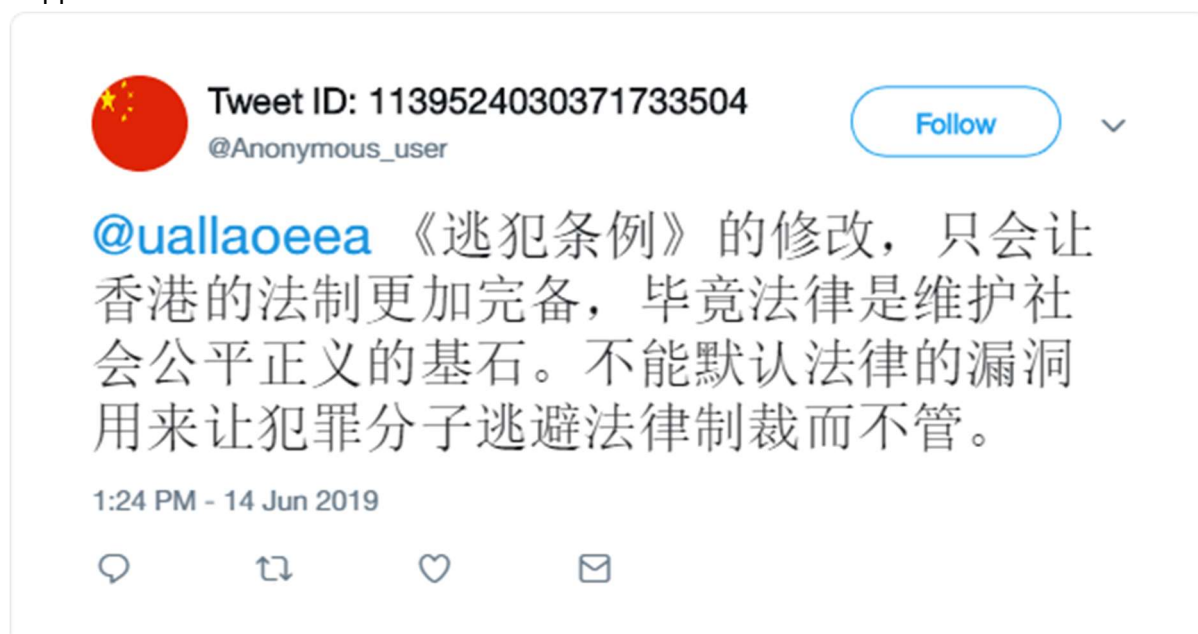 Tweet ID: 1139524030371733504
@Anonymous_user
Follow
@uallaoeea 《逃犯条例》的修改，只会让
香港的法制更加完备，毕竟法律是维护社
会公平正义的基石。不能默认法律的漏洞
用来让犯罪分子逃避法律制裁而不管。
1:24 PM - 14 Jun 2019